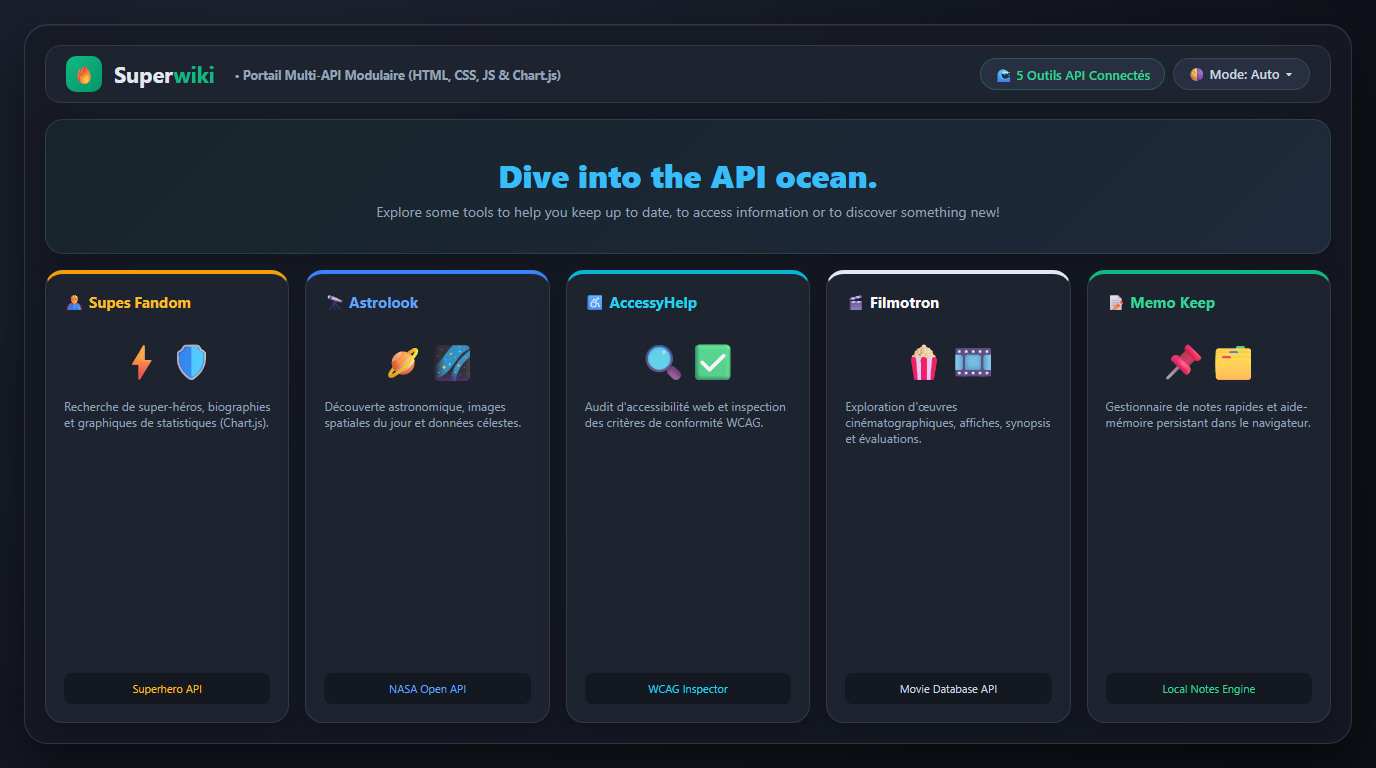 Superwiki
• Portail Multi-API Modulaire (HTML, CSS, JS & Chart.js)
5 Outils API Connectés
Mode: Auto
Dive into the API ocean.
Explore some tools to help you keep up to date, to access information or to discover something new!
Supes Fandom
Recherche de super-héros, biographies
et graphiques de statistiques (Chart.js).
Superhero API
Astrolook
Découverte astronomique, images
spatiales du jour et données célestes.
NASA Open API
AccessyHelp
Audit d'accessibilité web et inspection
des critères de conformité WCAG.
WCAG Inspector
Filmotron
Exploration d'œuvres
cinématographiques, affiches, synopsis
et évaluations.
Movie Database API
Memo Keep
Gestionnaire de notes rapides et aide-
mémoire persistant dans le navigateur.
Local Notes Engine